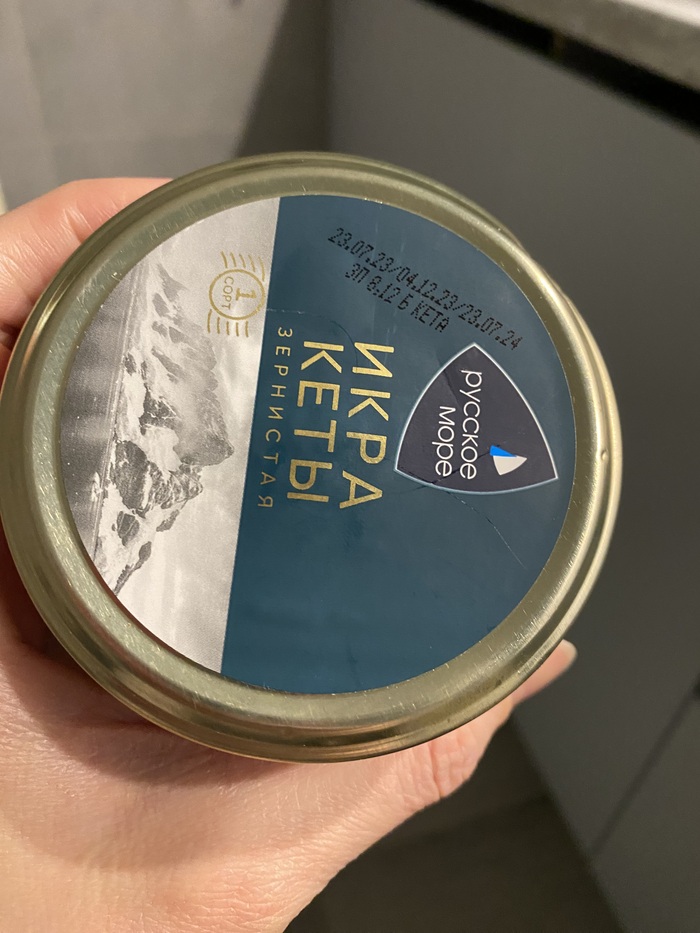 23.07.23/04.12.23/23.07.24
ЗП 8.12 Б КЕТА
русское
море
ИКРА
КЕТЫ
ЗЕРНИСТАЯ
1
СОРТ